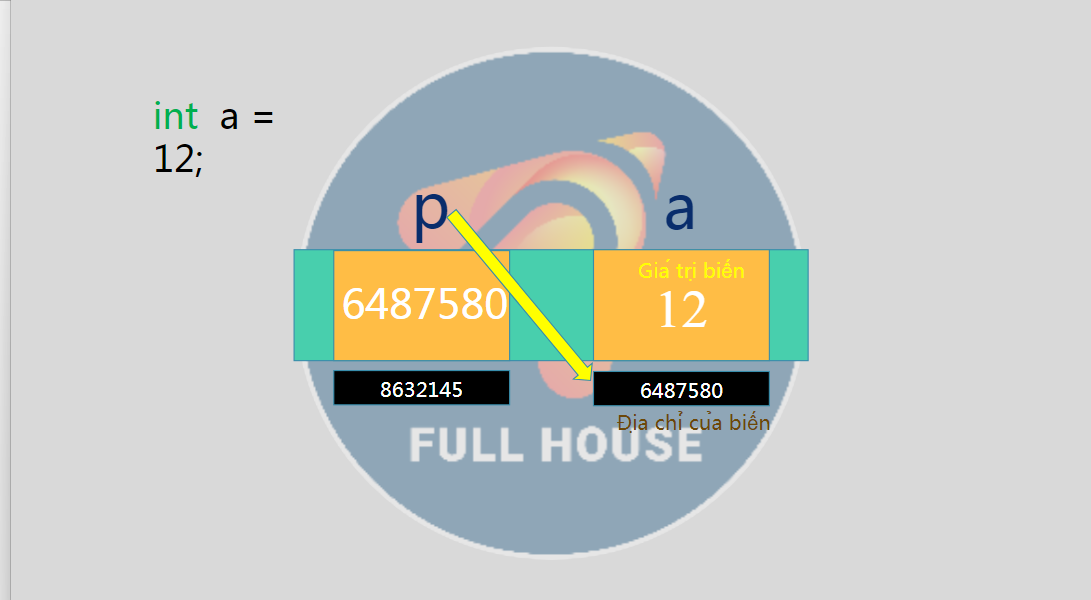 int a =
12;
p a
Giá trị biến
6487580 12
8632145 6487580
Địa chỉ của biến
FULL HOUSE